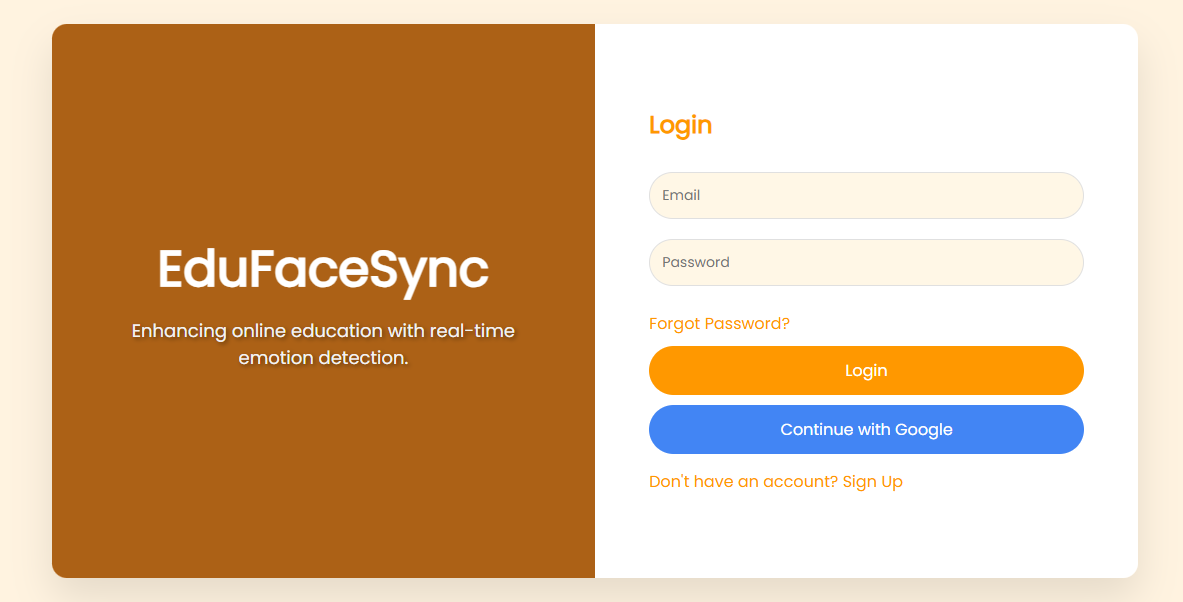 EduFaceSync
Enhancing online education with real-time
emotion detection.
Login
Email
Password
Forgot Password?
Login
Continue with Google
Don't have an account? Sign Up